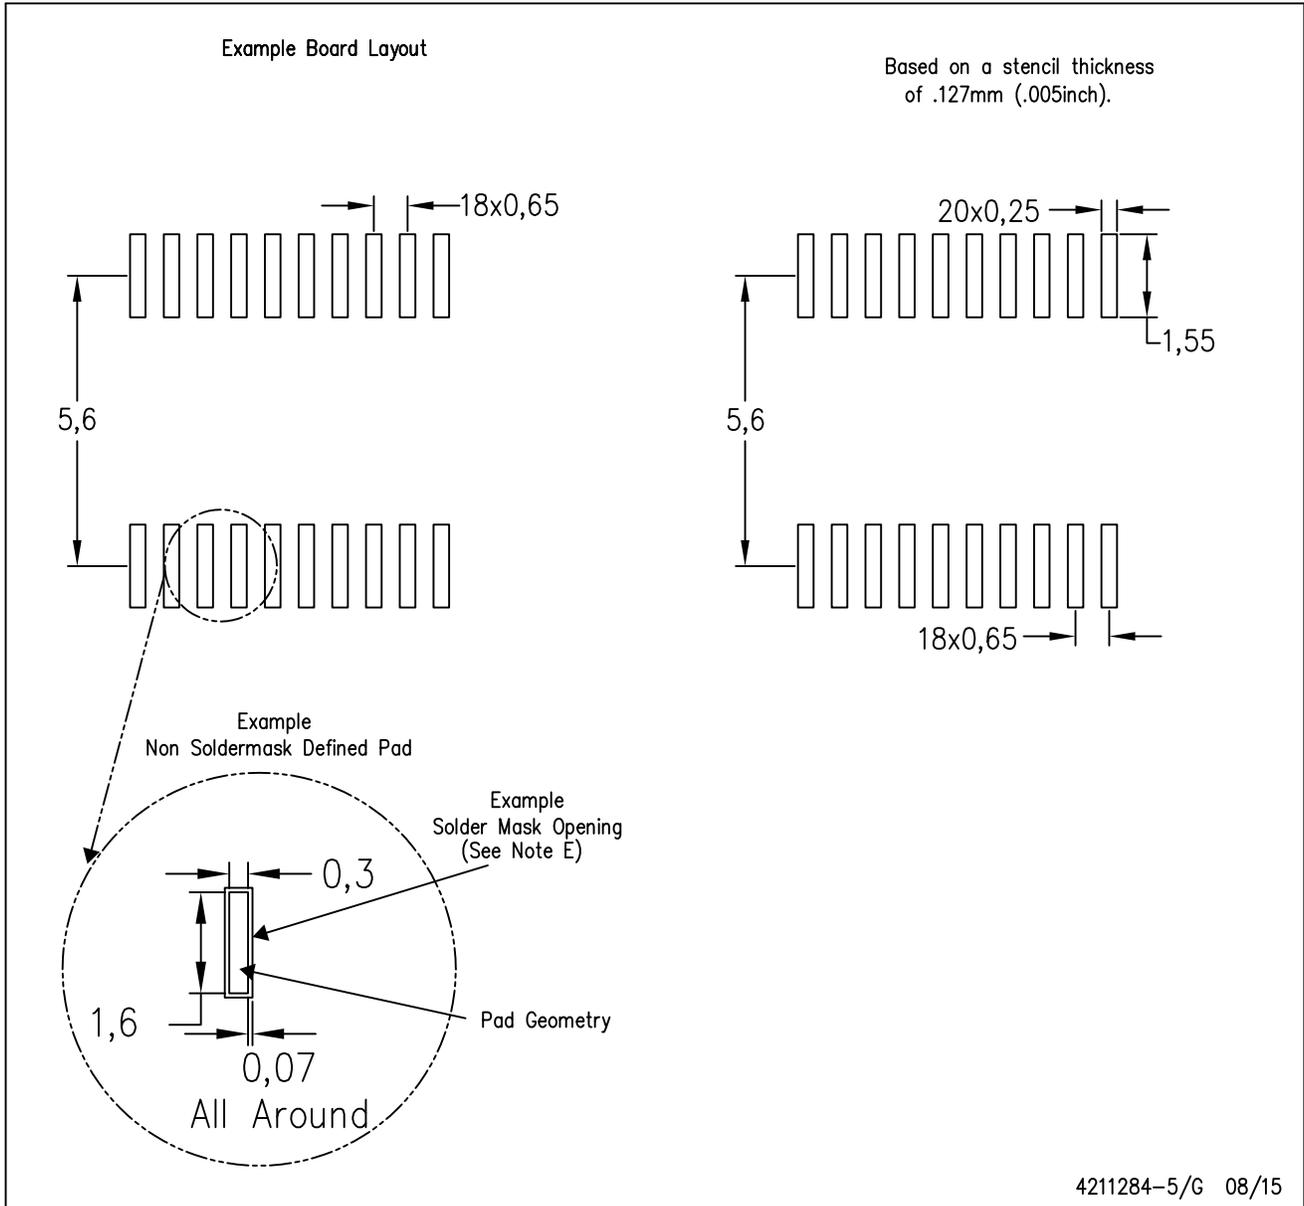 Example Board Layout
Based on a stencil thickness
of .127mm (.005inch).
18x0,65
20x0,25
1,55
5,6
5,6
18x0,65
Example
Non Soldermask Defined Pad
Example
Solder Mask Opening
(See Note E)
0,3
1,6
Pad Geometry
0,07
All Around
4211284-5/G 08/15